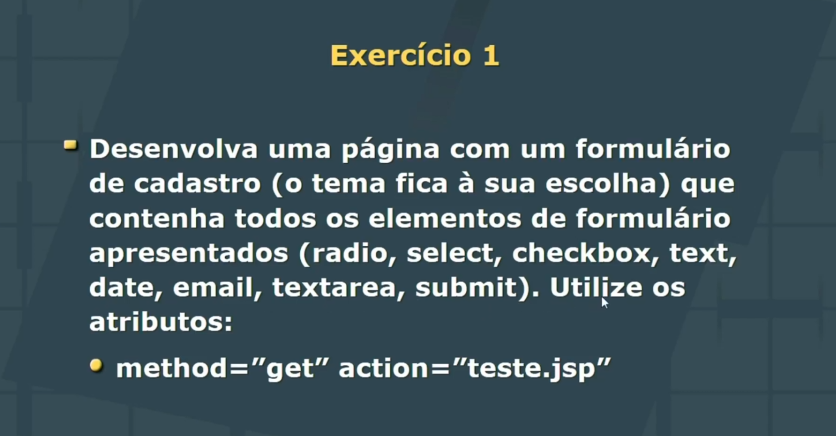 Exercício 1
Desenvolva uma página com um formulário
de cadastro (o tema fica à sua escolha) que
contenha todos os elementos de formulário
apresentados (radio, select, checkbox, text,
date, email, textarea, submit). Utilize os
atributos:
method=”get” action=”teste.jsp”